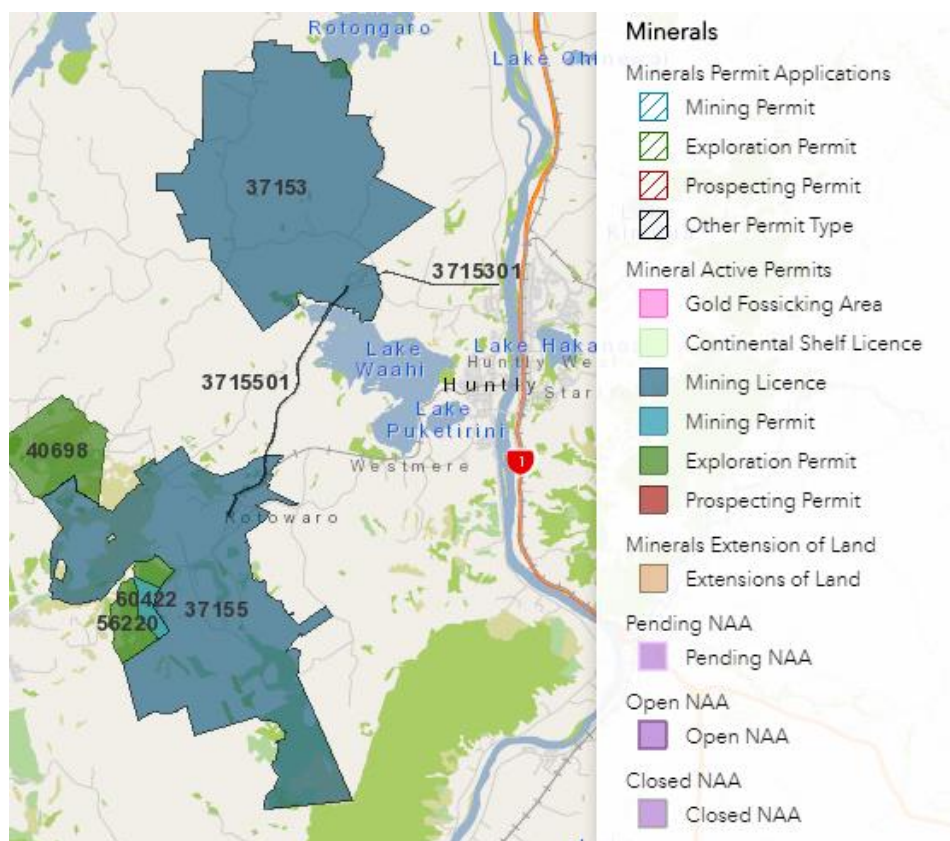 Rotongaro
Lake Ohinewai
37153
3715301
Lake Hakanoa
Lake
Waahi
Huntly West
Huntly
3715501
Lake
Puketirini
40698
Westmere
1
Rotowaro
60422
56220
37155
Minerals
Minerals Permit Applications
Mining Permit
Exploration Permit
Prospecting Permit
Other Permit Type
Mineral Active Permits
Gold Fossicking Area
Continental Shelf Licence
Mining Licence
Mining Permit
Exploration Permit
Prospecting Permit
Minerals Extension of Land
Extensions of Land
Pending NAA
Pending NAA
Open NAA
Open NAA
Closed NAA
Closed NAA